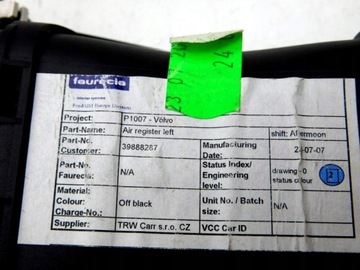 faurecia
Project: P1007 - Volvo
Part-Name: Air register left
Part-No. Customer: 39888287
Manufacturing Date: 24-07-07
shift: Afternoon
Part-No. Faurecia: N/A
Status Index/ Engineering level:
drawing -0 status colour
2
Material:
Colour: Off black
Charge-No.:
Unit No. / Batch size: N/A
Supplier: TRW Carr s.r.o. CZ
VCC Car ID
24